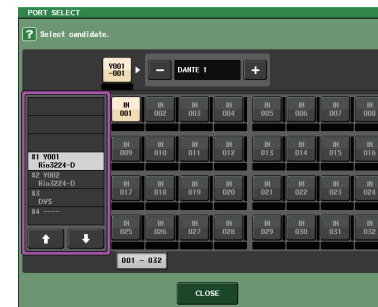 PORT SELECT
? Select candidate.
Y001
-001
− DANTE 1 +
IN 001 IN 002 IN 003 IN 004 IN 005 IN 006 IN 007 IN 008
IN 009 IN 010 IN 011 IN 012 IN 013 IN 014 IN 015 IN 016
#1 Y001
Rio3224-D
#2 Y002
Rio3224-D
#3
DVS
#4 ----
IN 017 IN 018 IN 019 IN 020 IN 021 IN 022 IN 023 IN 024
IN 025 IN 026 IN 027 IN 028 IN 029 IN 030 IN 031 IN 032
001 - 032
CLOSE